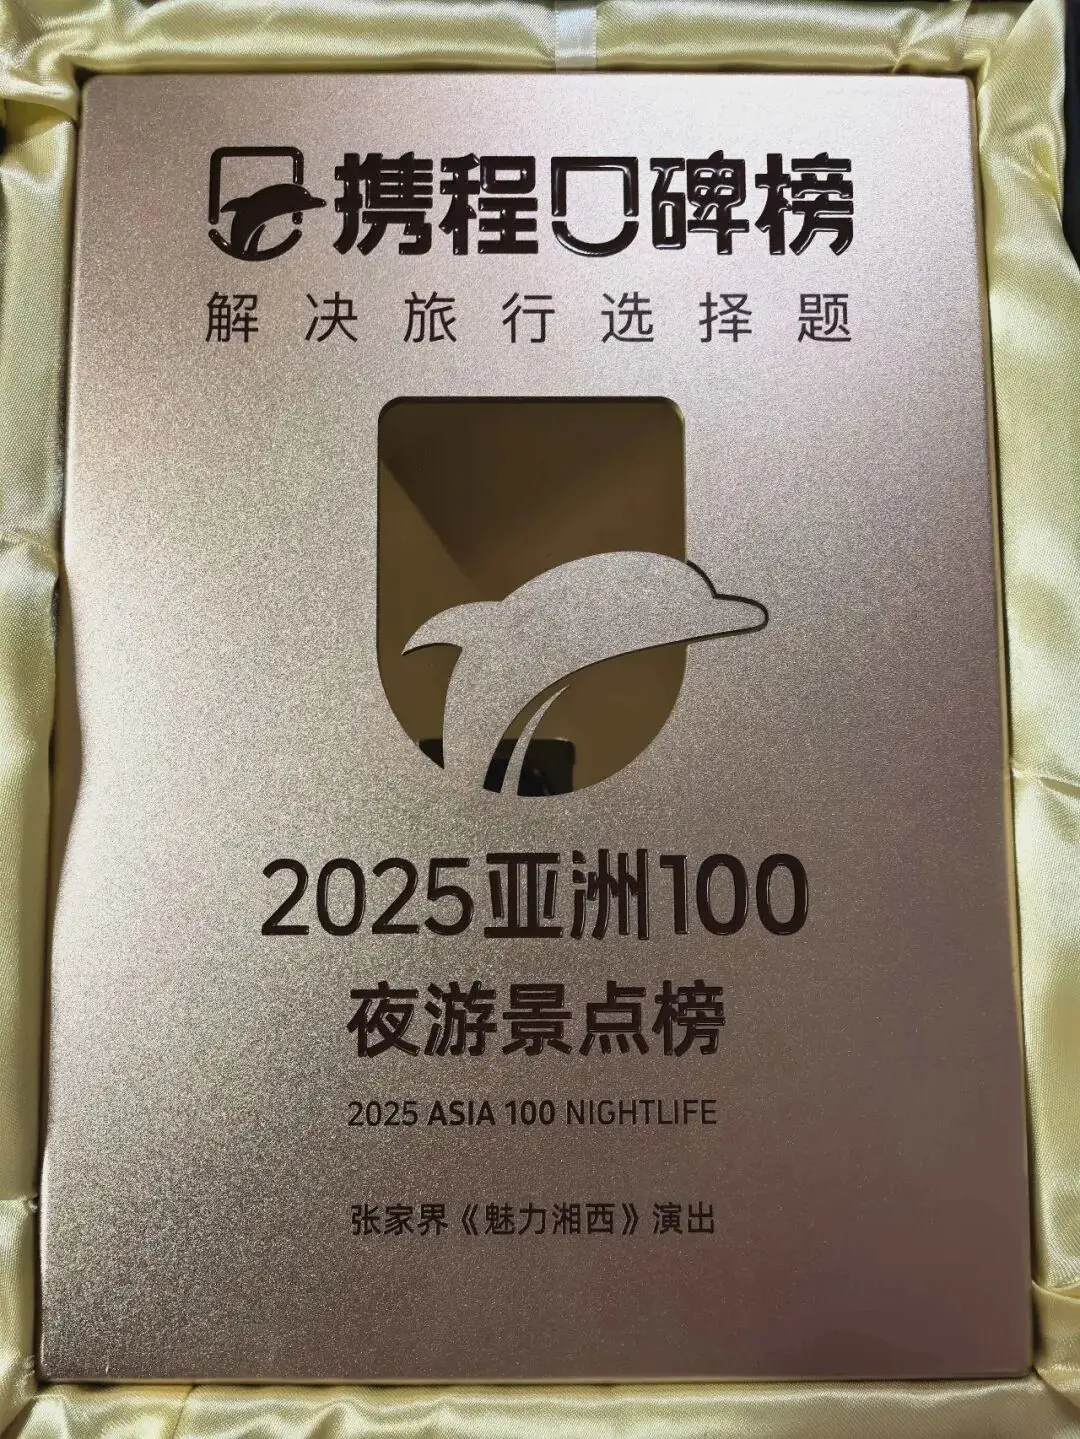 携程口碑榜
解决旅行选择题
2025亚洲100
夜游景点榜
2025 ASIA 100 NIGHTLIFE
张家界《魅力湘西》演出